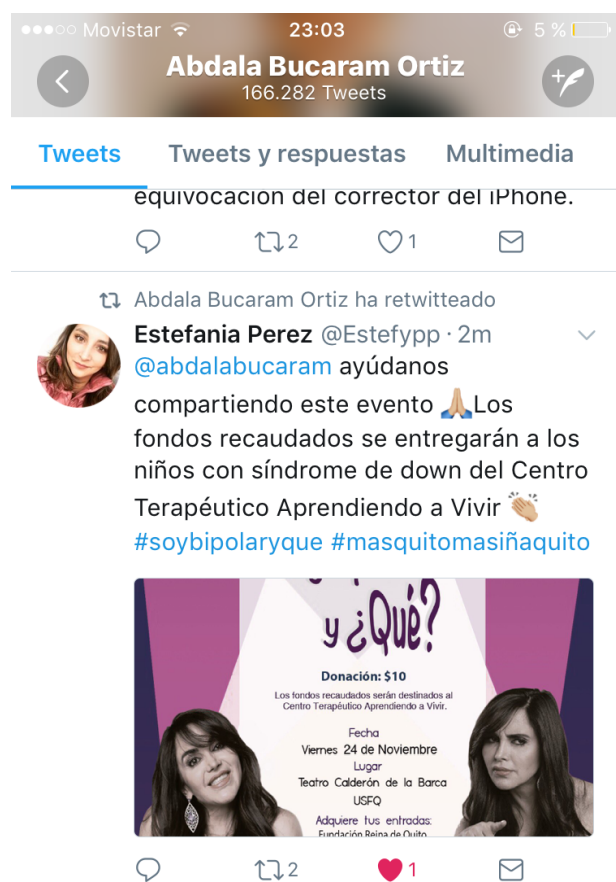 Movistar 23:03 5 %
Abdala Bucaram Ortiz
166.282 Tweets
Tweets Tweets y respuestas Multimedia
equivocación del corrector del iPhone.
2 1
Abdala Bucaram Ortiz ha retwitteado
Estefania Perez @Estefypp · 2m
@abdalabucaram ayúdanos
compartiendo este evento 🙏🏼Los
fondos recaudados se entregarán a los
niños con síndrome de down del Centro
Terapéutico Aprendiendo a Vivir 👏🏼
#soybipolaryque #masquitomasiñaquito
y ¿Qué?
Donación: $10
Los fondos recaudados serán destinados al
Centro Terapéutico Aprendiendo a Vivir.
Fecha
Viernes 24 de Noviembre
Lugar
Teatro Calderón de la Barca
USFQ
Adquiere tus entradas:
Fundación Reina de Quito
2 1